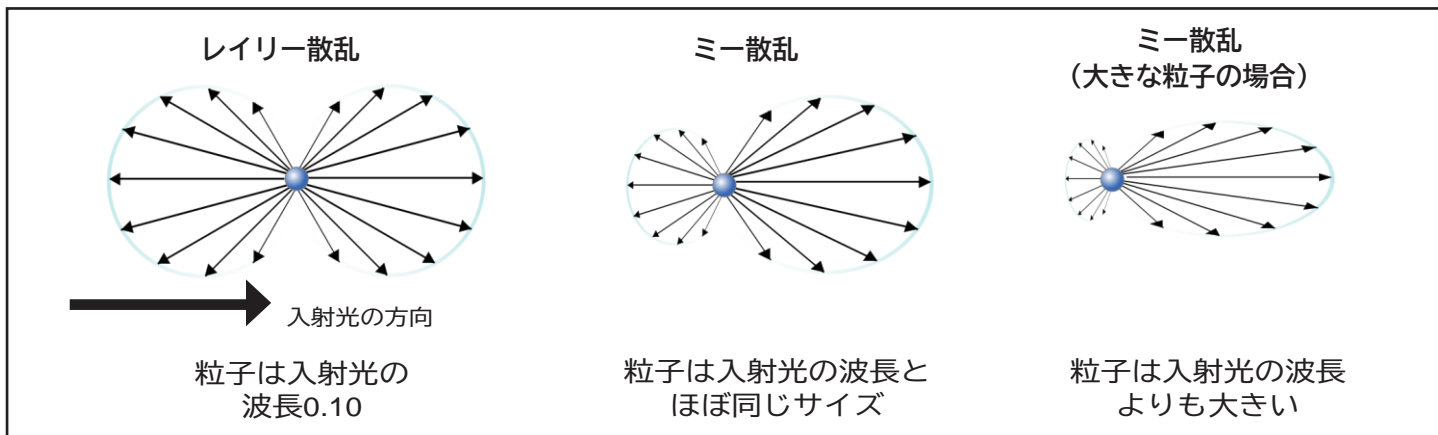 レイリー散乱
ミー散乱
ミー散乱
（大きな粒子の場合）
入射光の方向
粒子は入射光の
波長0.10
粒子は入射光の波長と
ほぼ同じサイズ
粒子は入射光の波長
よりも大きい